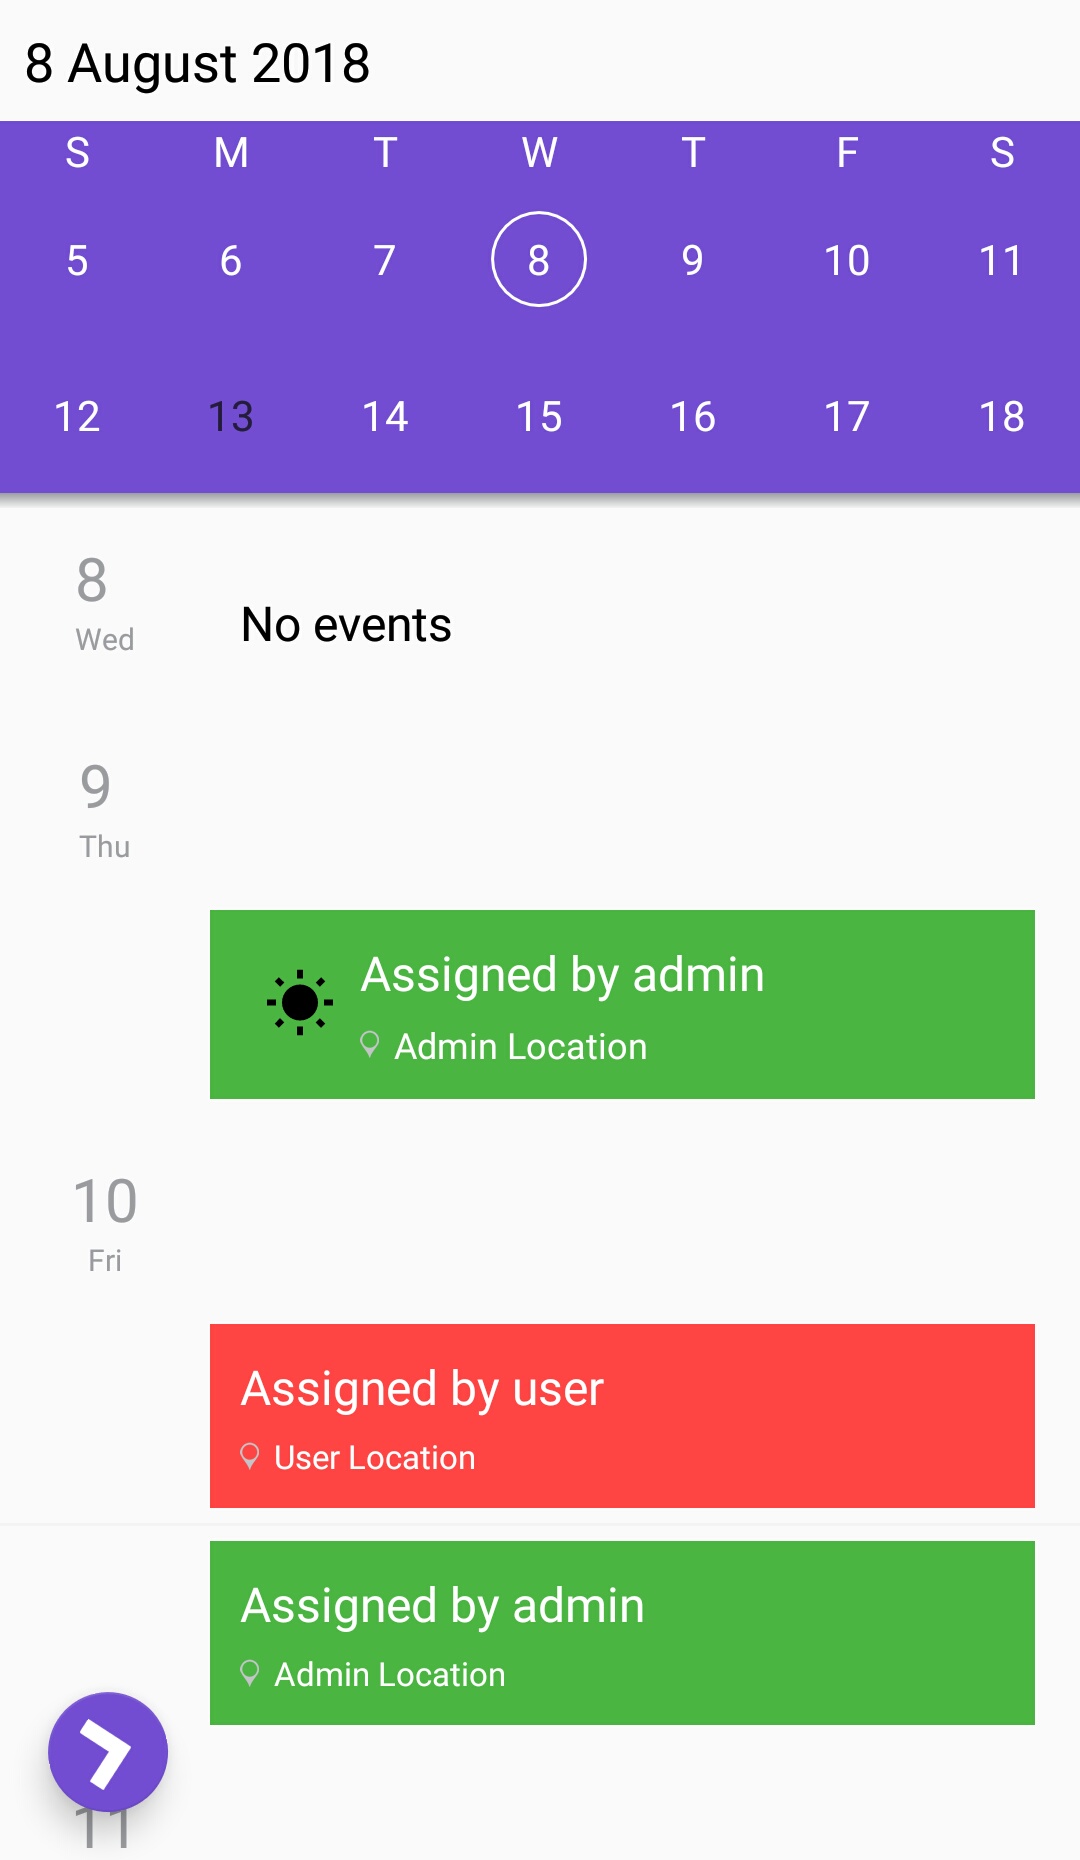 8 August 2018
S M T W T F S
5 6 7 8 9 10 11
12 13 14 15 16 17 18
8
Wed
No events
9
Thu
Assigned by admin
Admin Location
10
Fri
Assigned by user
User Location
Assigned by admin
Admin Location
11